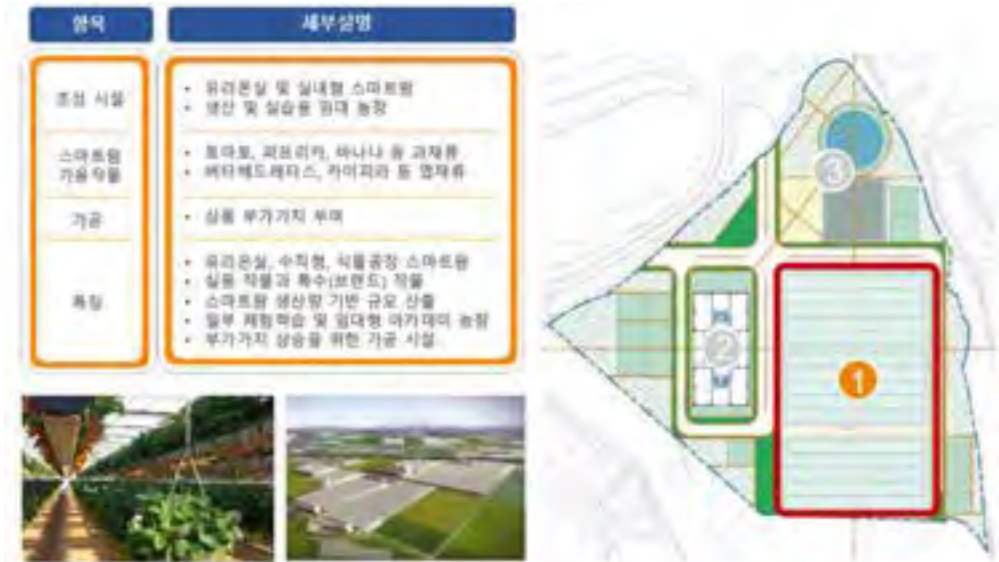 항목
세부설명
조성 시설
• 유리온실 및 실내형 스마트팜
• 생산 및 실습용 임대 농장
스마트팜
가용작물
• 토마토, 파프리카, 바나나 등 과채류
• 버터헤드레터스, 카이피라 등 엽채류
가공
• 상품 부가가치 부여
특징
• 유리온실, 수직형, 식물공장 스마트팜
• 실용 작물과 특수(브랜드) 작물
• 스마트팜 생산량 기반 규모 산출
• 일부 체험학습 및 임대형 아카데미 농장
• 부가가치 상승을 위한 가공 시설
3
2
1